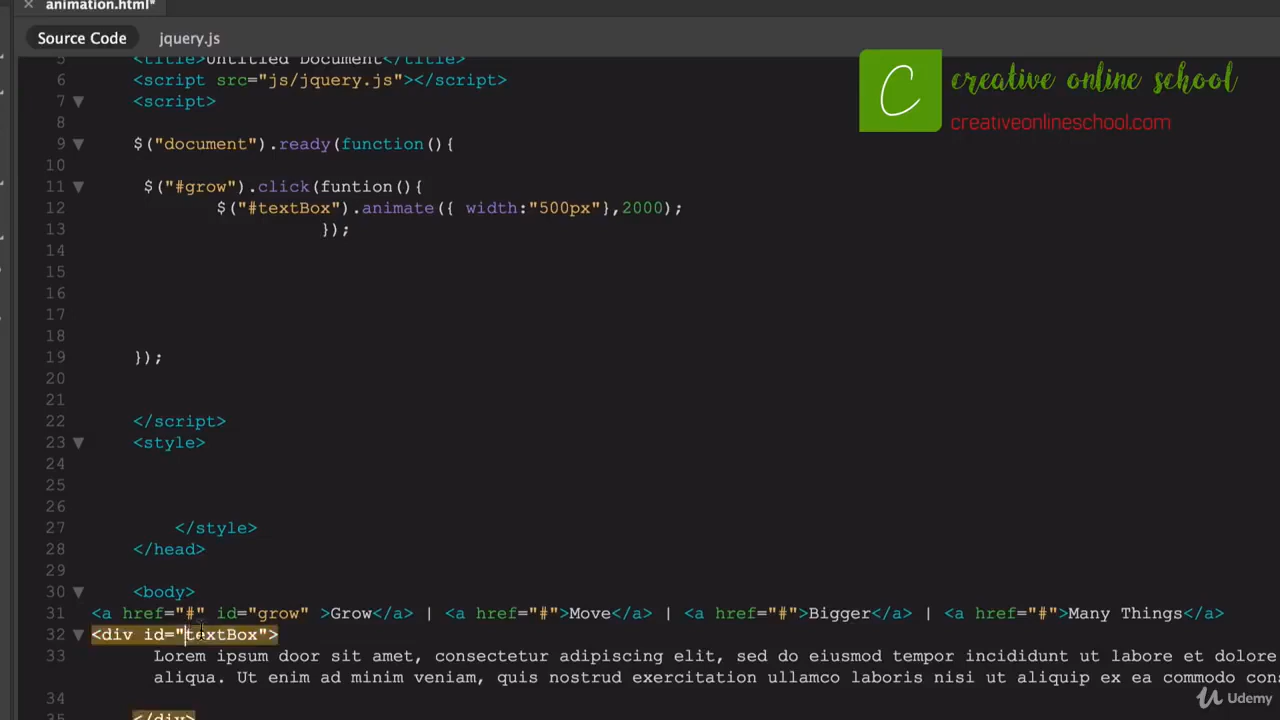 × animation.html*
Source Code jquery.js
creative online school
creativeonlineschool.com
C
5 <title>Untitled Document</title>
6 <script src="js/jquery.js"></script>
7 ▼ <script>
8
9 ▼ $("document").ready(function(){
10
11 ▼ $("#grow").click(funtion(){
12 $("#textBox").animate({ width:"500px"},2000);
13 });
14
15
16
17
18
19 });
20
21
22 </script>
23 ▼ <style>
24
25
26
27 </style>
28 </head>
29
30 ▼ <body>
31 <a href="#" id="grow" >Grow</a> | <a href="#">Move</a> | <a href="#">Bigger</a> | <a href="#">Many Things</a>
32 ▼ <div id="textBox">
33 Lorem ipsum door sit amet, consectetur adipiscing elit, sed do eiusmod tempor incididunt ut labore et dolore
aliqua. Ut enim ad minim veniam, quis nostrud exercitation ullamco laboris nisi ut aliquip ex ea commodo con
34
35 </div>
Udemy